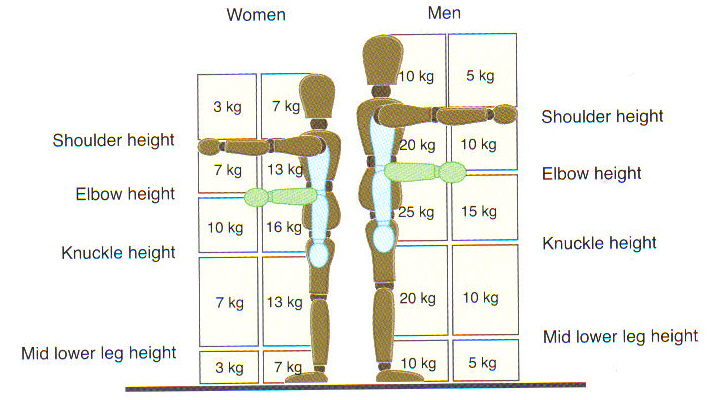 Women
Men
10 kg 5 kg
3 kg 7 kg
Shoulder height
Shoulder height
20 kg 10 kg
7 kg 13 kg
Elbow height
Elbow height
25 kg 15 kg
10 kg 16 kg
Knuckle height
Knuckle height
7 kg 13 kg
20 kg 10 kg
Mid lower leg height
Mid lower leg height
3 kg 7 kg
10 kg 5 kg